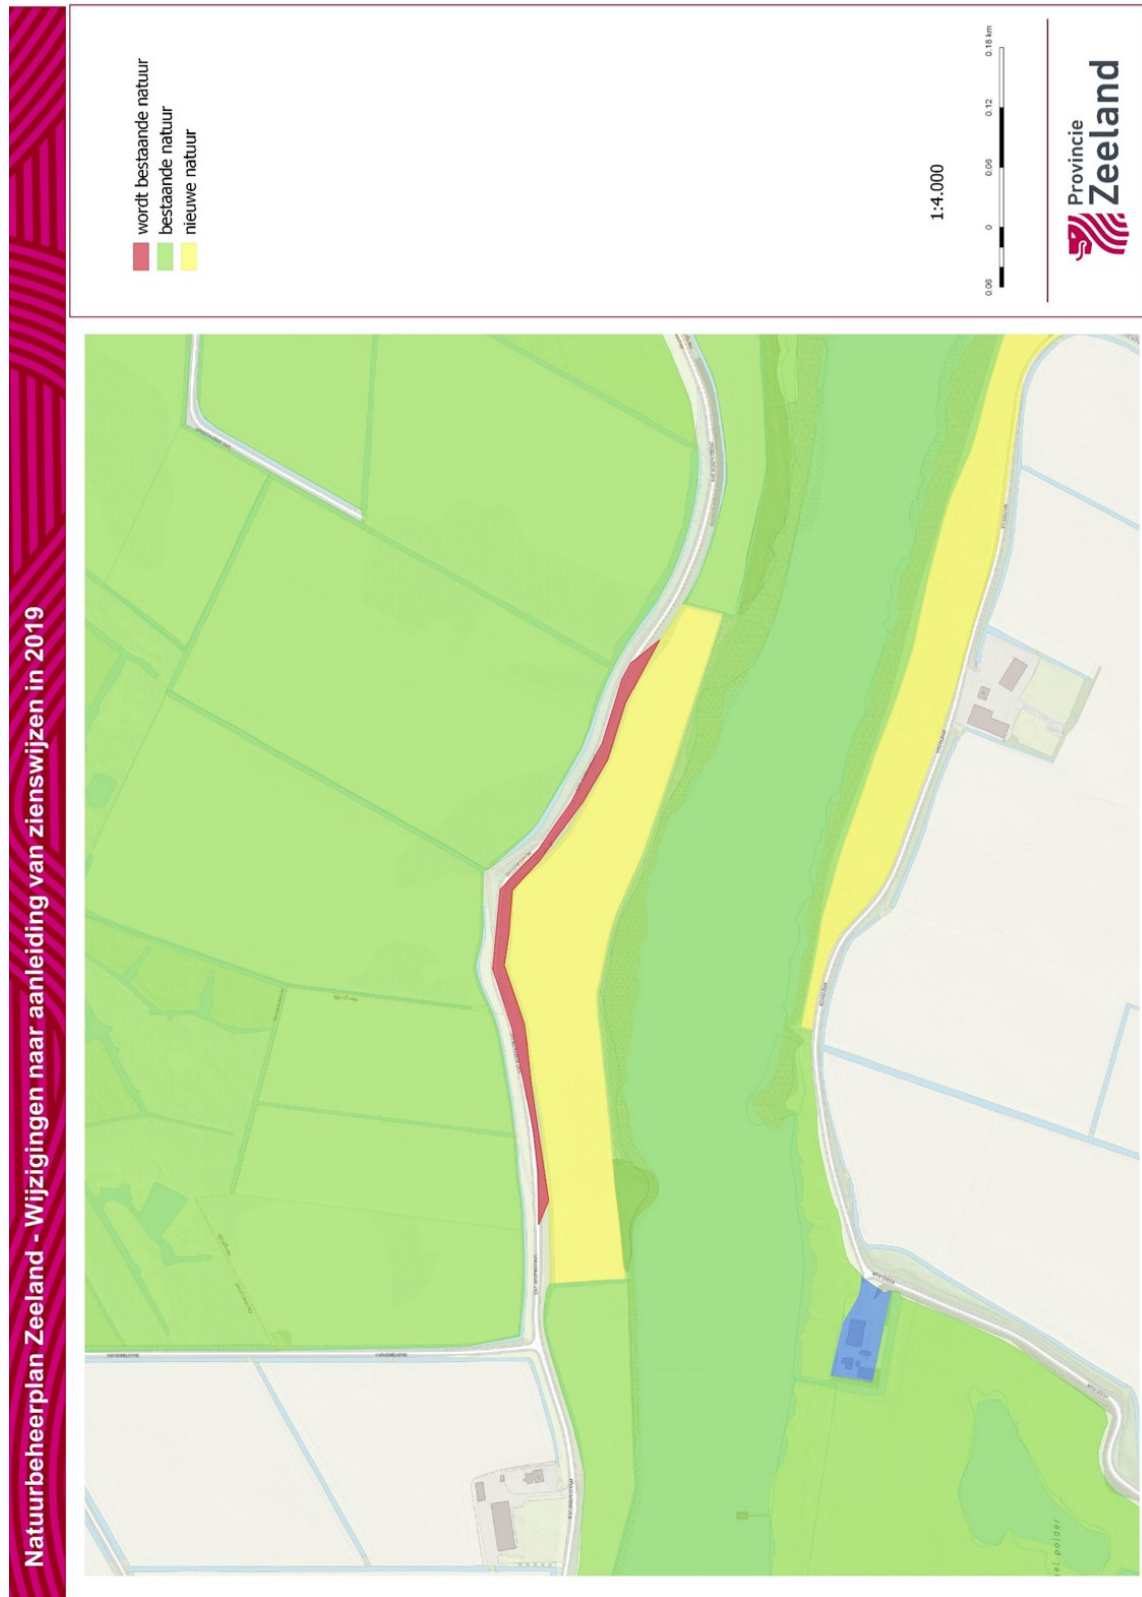 Naturbeheerplan Zeeland - Wijzigingen naar aanleiding van zienswijzen in 2019
wordt bestaande natuur
bestaande natuur
nieuwe natuur
1:4.000
0.06 0 0.06 0.12 0.18 km
Provincie
Zeeland